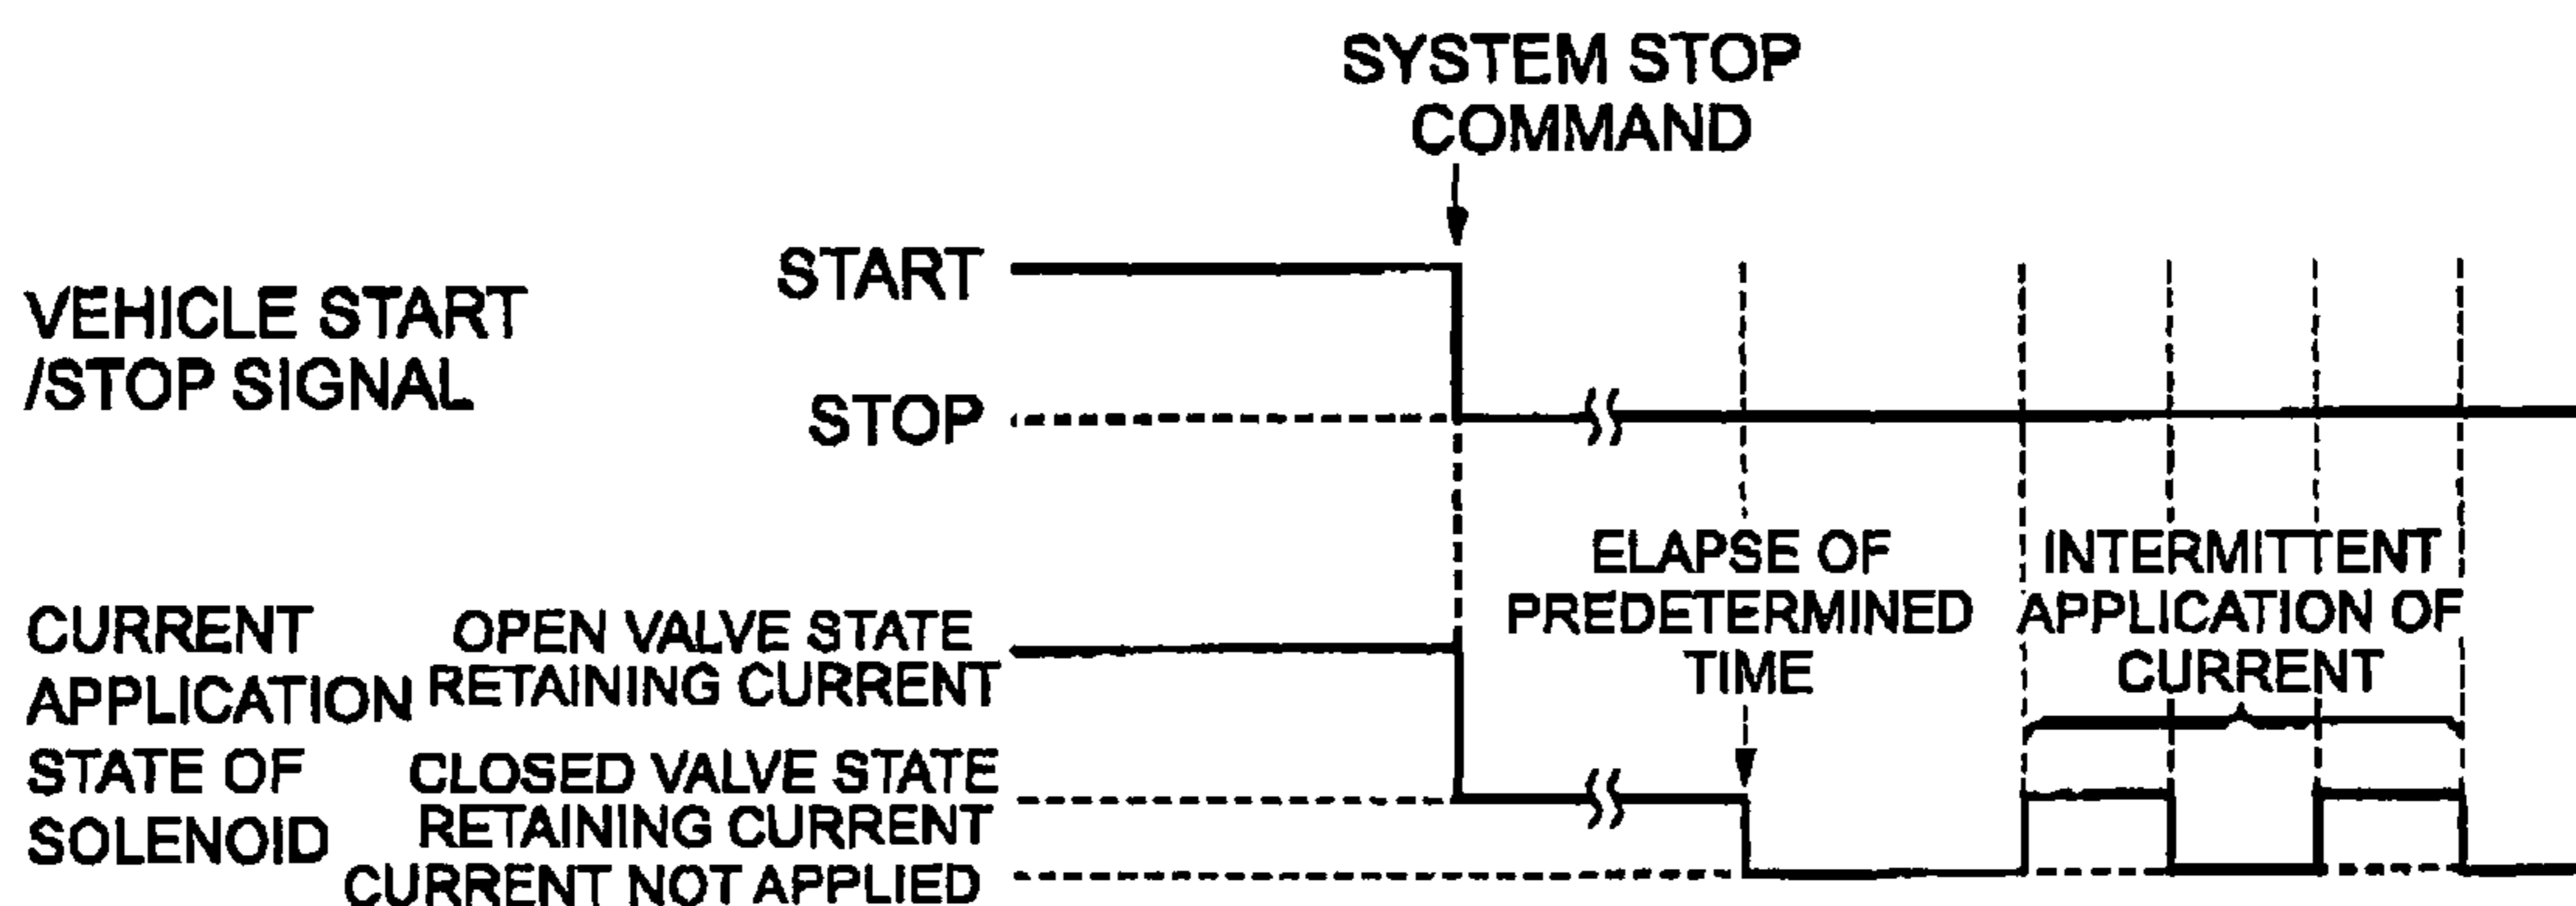 SYSTEM STOP
COMMAND
VEHICLE START
/STOP SIGNAL
START
STOP
ELAPSE OF
PREDETERMINED
TIME
INTERMITTENT
APPLICATION OF
CURRENT
CURRENT
APPLICATION
STATE OF
SOLENOID
OPEN VALVE STATE
RETAINING CURRENT
CLOSED VALVE STATE
RETAINING CURRENT
CURRENT NOT APPLIED